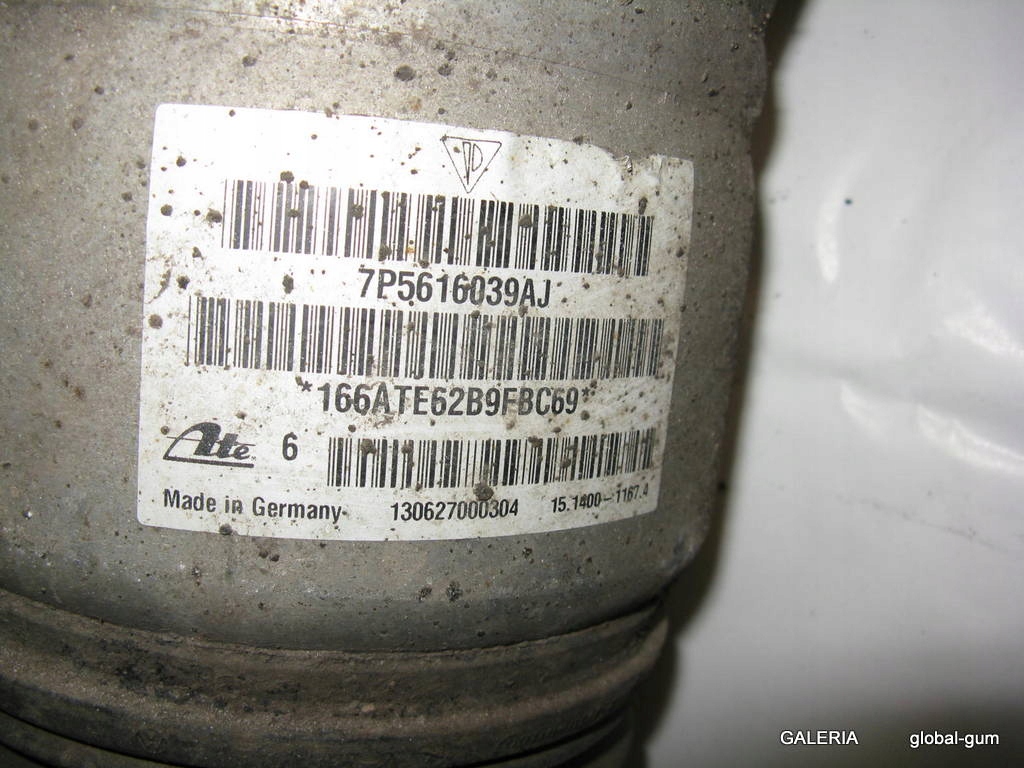 7P5616039AJ
*166ATE62B9FBC69*
Ate 6
Made in Germany 130627000304 15.1400-1167.4
GALERIA global-gum